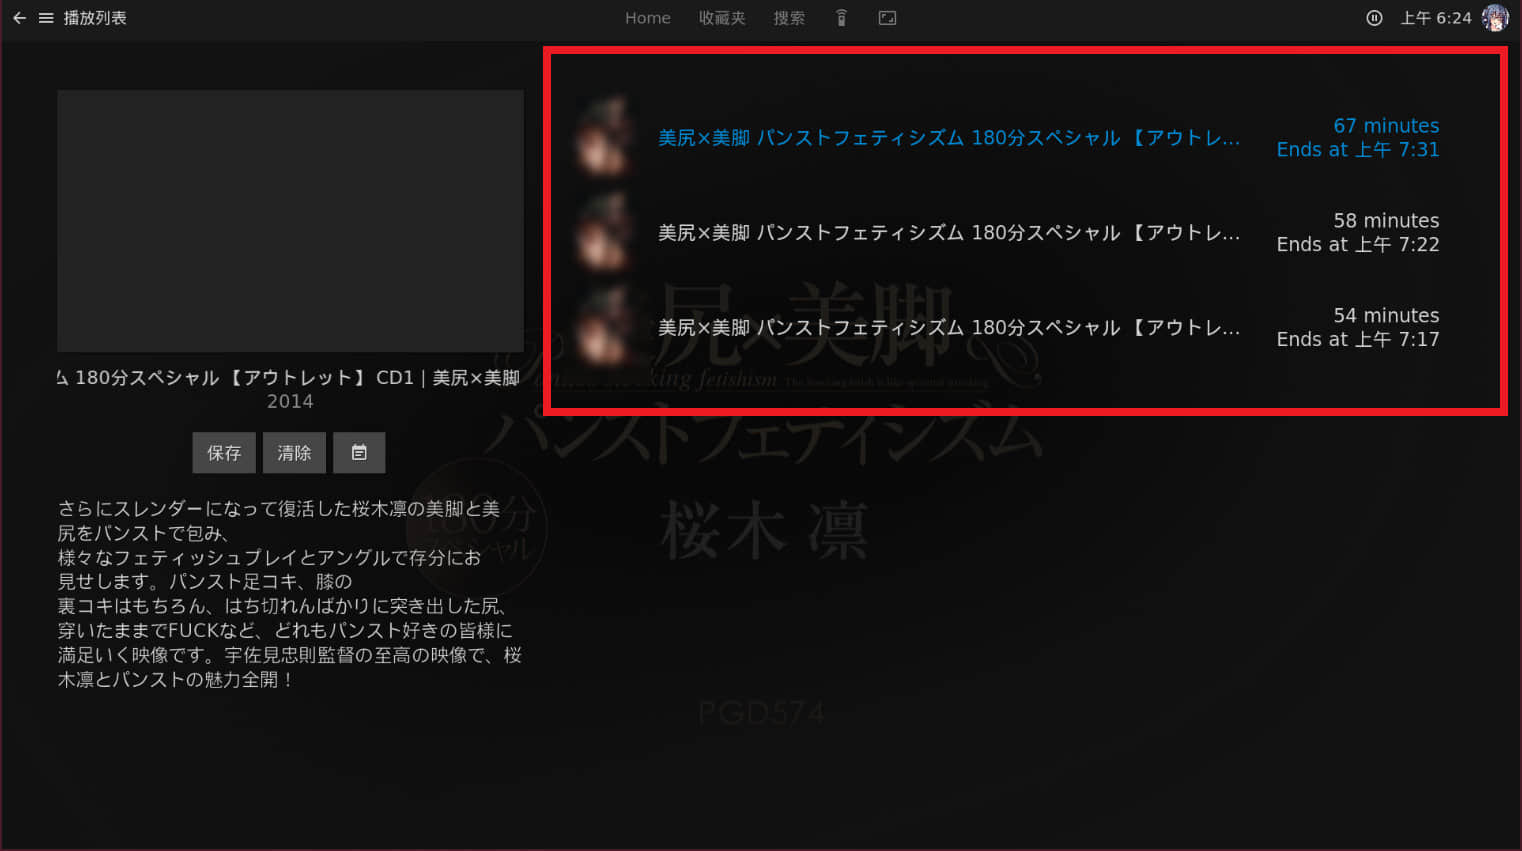 播放列表
Home
收藏夹
搜索
上午 6:24
美尻×美脚 パンストフェティシズム 180分スペシャル 【アウトレ...
67 minutes
Ends at 上午 7:31
美尻×美脚 パンストフェティシズム 180分スペシャル 【アウトレ...
58 minutes
Ends at 上午 7:22
美尻×美脚 パンストフェティシズム 180分スペシャル 【アウトレ...
54 minutes
Ends at 上午 7:17
ム 180分スペシャル 【アウトレット】 CD1 | 美尻×美脚
2014
保存
清除
さらにスレンダーになって復活した桜木凛の美脚と美
尻をパンストで包み、
様々なフェティッシュプレイとアングルで存分にお
見せします。パンスト足コキ、膝の
裏コキはもちろん、はち切れんばかりに突き出した尻、
穿いたままでFUCKなど、どれもパンスト好きの皆様に
満足いく映像です。宇佐見忠則監督の至高の映像で、桜
木凛とパンストの魅力全開！
尻×美脚
king fetishism
パンストフェティシズム
180分
スペシャル
桜木 凛
PGD574